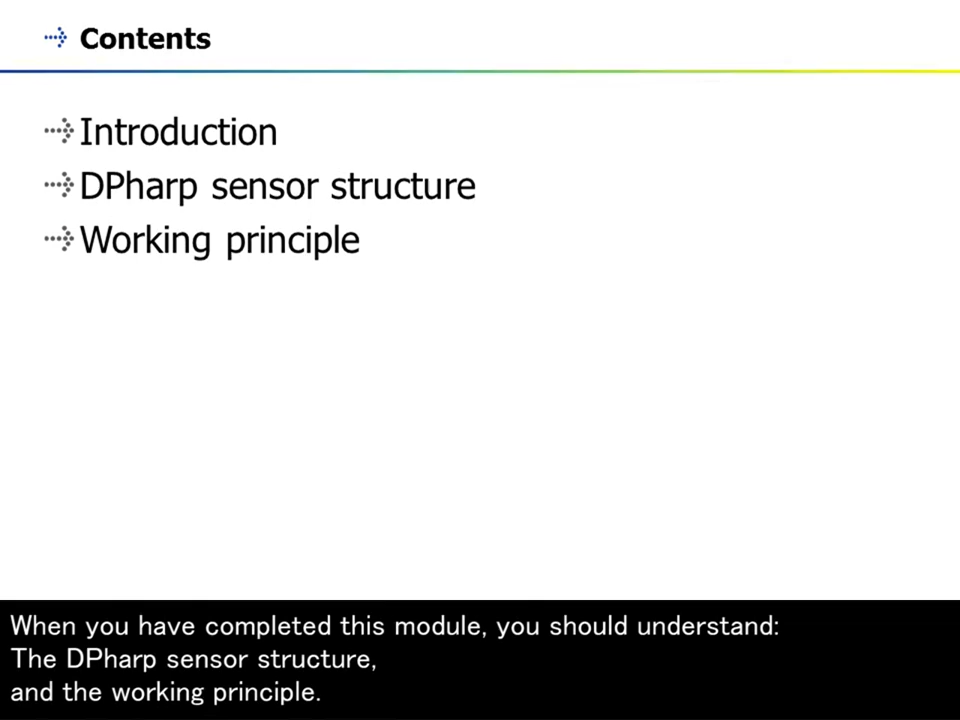 Contents
Introduction
DPharp sensor structure
Working principle
When you have completed this module, you should understand:
The DPharp sensor structure,
and the working principle.